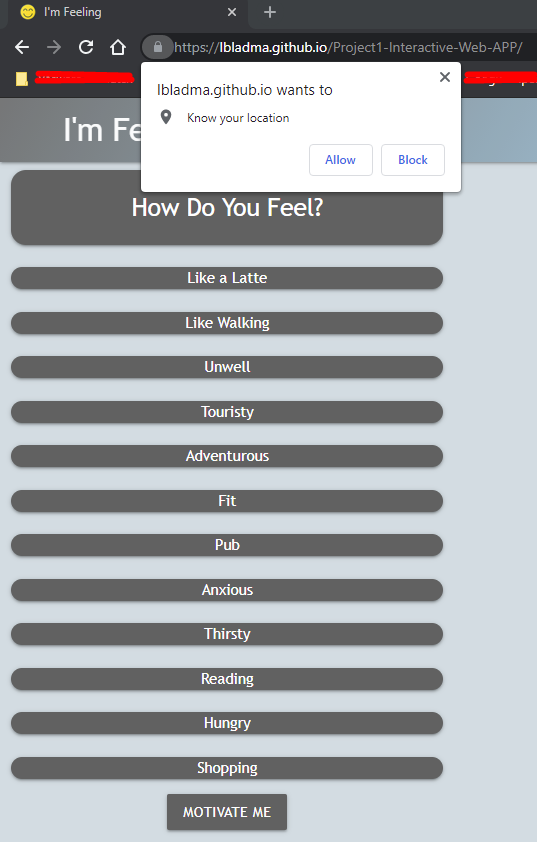 I'm Feeling
https://lbladma.github.io/Project1-Interactive-Web-APP/
lbladma.github.io wants to
Know your location
Allow
Block
I'm Fe
How Do You Feel?
Like a Latte
Like Walking
Unwell
Touristy
Adventurous
Fit
Pub
Anxious
Thirsty
Reading
Hungry
Shopping
MOTIVATE ME